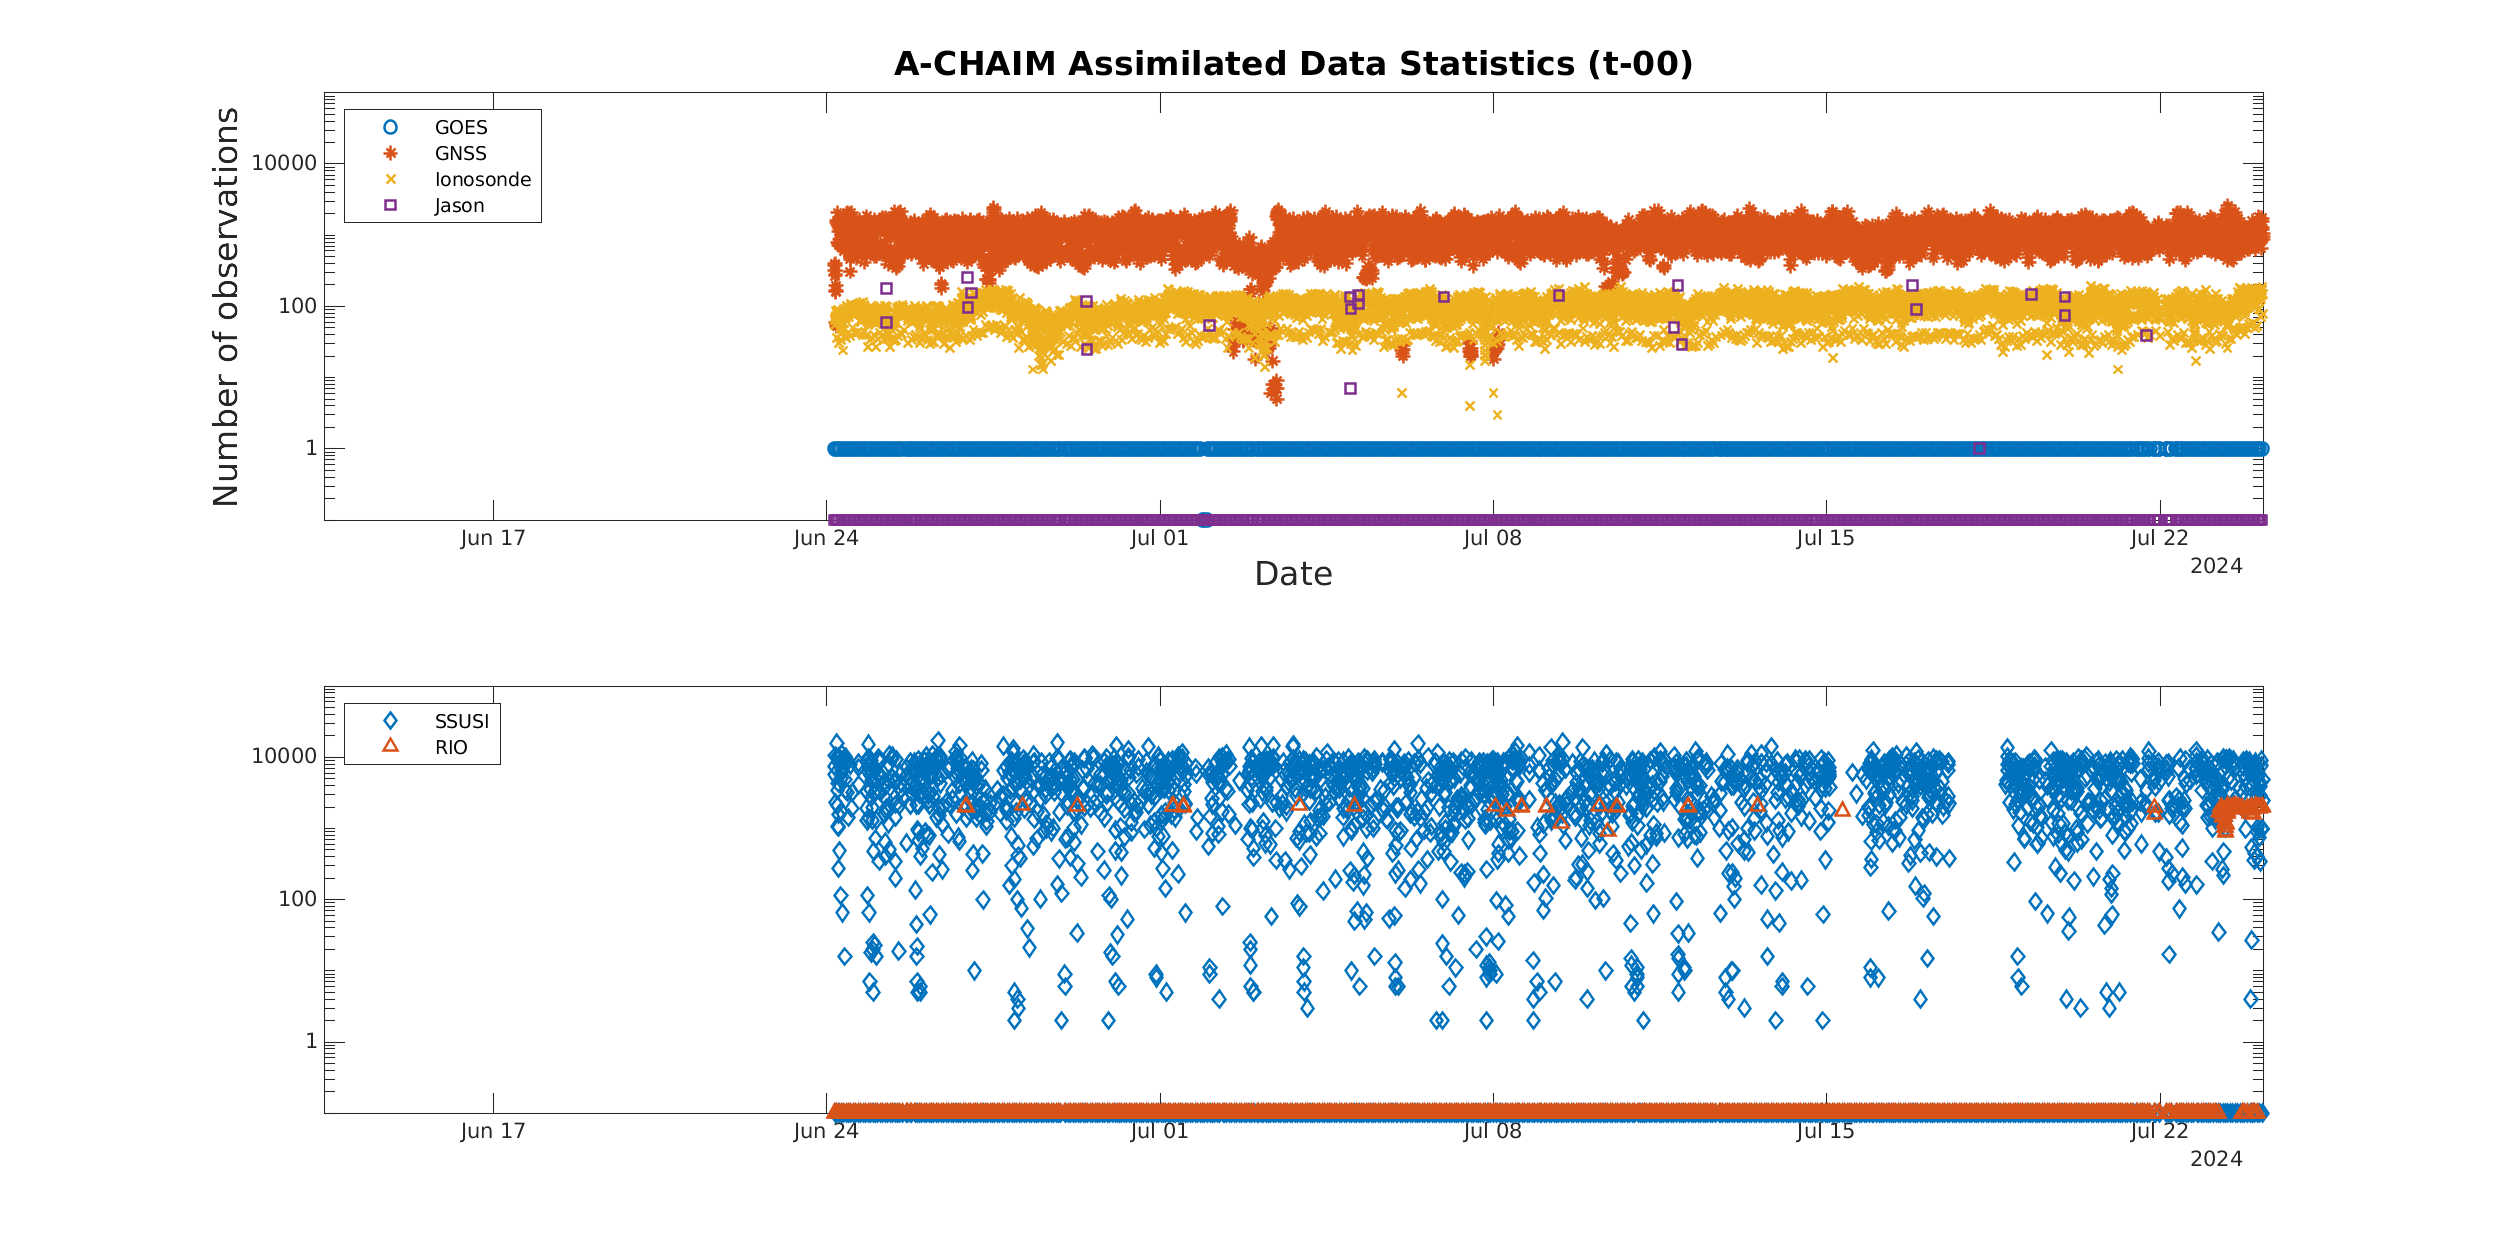 A-CHAIM Assimilated Data Statistics (t-00)
Number of observations
GOES
GNSS
Ionosonde
Jason
10000
100
1
Jun 17
Jun 24
Jul 01
Jul 08
Jul 15
Jul 22
2024
Date
SSUSI
RIO
10000
100
1
Jun 17
Jun 24
Jul 01
Jul 08
Jul 15
Jul 22
2024